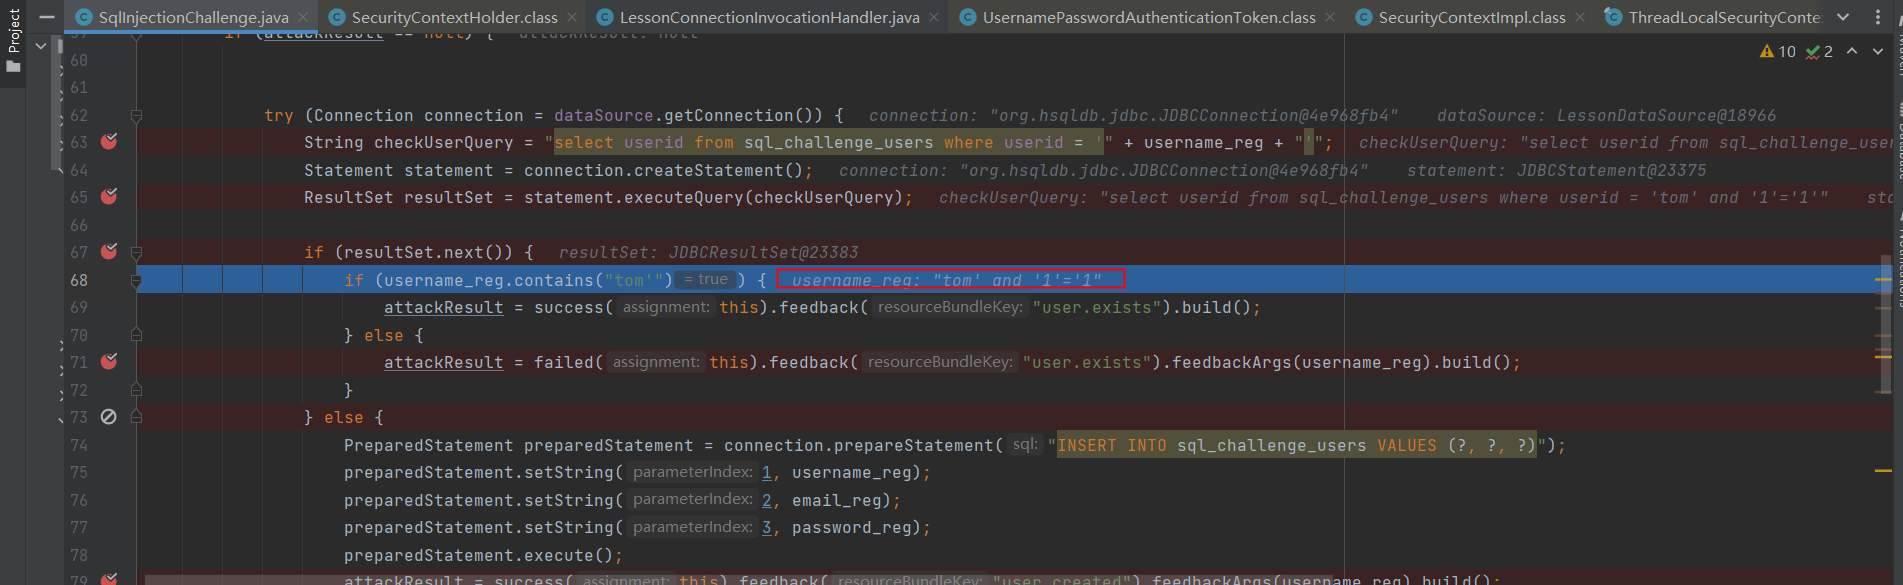 Project
SqlInjectionChallenge.java SecurityContextHolder.class LessonConnectionInvocationHandler.java UsernamePasswordAuthenticationToken.class SecurityContextImpl.class ThreadLocalSecurityConte
59 if (attackResult == null) { attackResult: null
60 10 2
61
62 try (Connection connection = dataSource.getConnection()) { connection: "org.hsqldb.jdbc.JDBCConnection@4e968fb4" dataSource: LessonDataSource@18966
63 String checkUserQuery = "select userid from sql_challenge_users where userid = '" + username_reg + "'"; checkUserQuery: "select userid from sql_challenge_user
64 Statement statement = connection.createStatement(); connection: "org.hsqldb.jdbc.JDBCConnection@4e968fb4" statement: JDBCStatement@23375
65 ResultSet resultSet = statement.executeQuery(checkUserQuery); checkUserQuery: "select userid from sql_challenge_users where userid = 'tom' and '1'='1'" sta
66
67 if (resultSet.next()) { resultSet: JDBCResultSet@23383
68 if (username_reg.contains("tom'") = true ) { username_reg: "tom' and '1'='1"
69 attackResult = success( assignment: this).feedback( resourceBundleKey: "user.exists").build();
70 } else {
71 attackResult = failed( assignment: this).feedback( resourceBundleKey: "user.exists").feedbackArgs(username_reg).build();
72 }
73 } else {
74 PreparedStatement preparedStatement = connection.prepareStatement( sql: "INSERT INTO sql_challenge_users VALUES (?, ?, ?)");
75 preparedStatement.setString( parameterIndex: 1, username_reg);
76 preparedStatement.setString( parameterIndex: 2, email_reg);
77 preparedStatement.setString( parameterIndex: 3, password_reg);
78 preparedStatement.execute();
79 attackResult = success( assignment: this).feedback( resourceBundleKey: "user.created").feedbackArgs(username_reg).build();